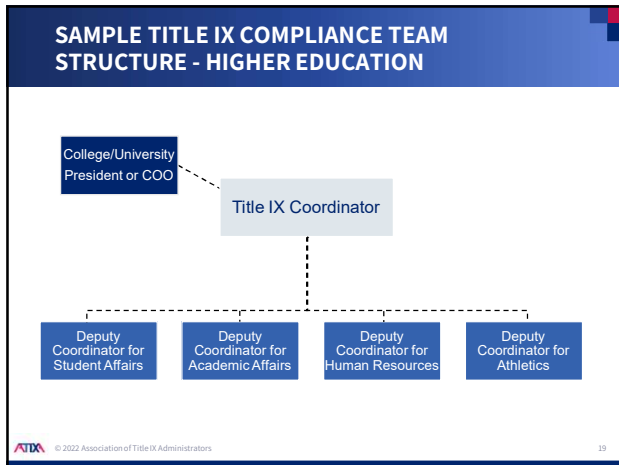 SAMPLE TITLE IX COMPLIANCE TEAM
STRUCTURE - HIGHER EDUCATION
College/University
President or COO
Title IX Coordinator
Deputy
Coordinator for
Student Affairs
Deputy
Coordinator for
Academic Affairs
Deputy
Coordinator for
Human Resources
Deputy
Coordinator for
Athletics
ATIXA © 2022 Association of Title IX Administrators
19